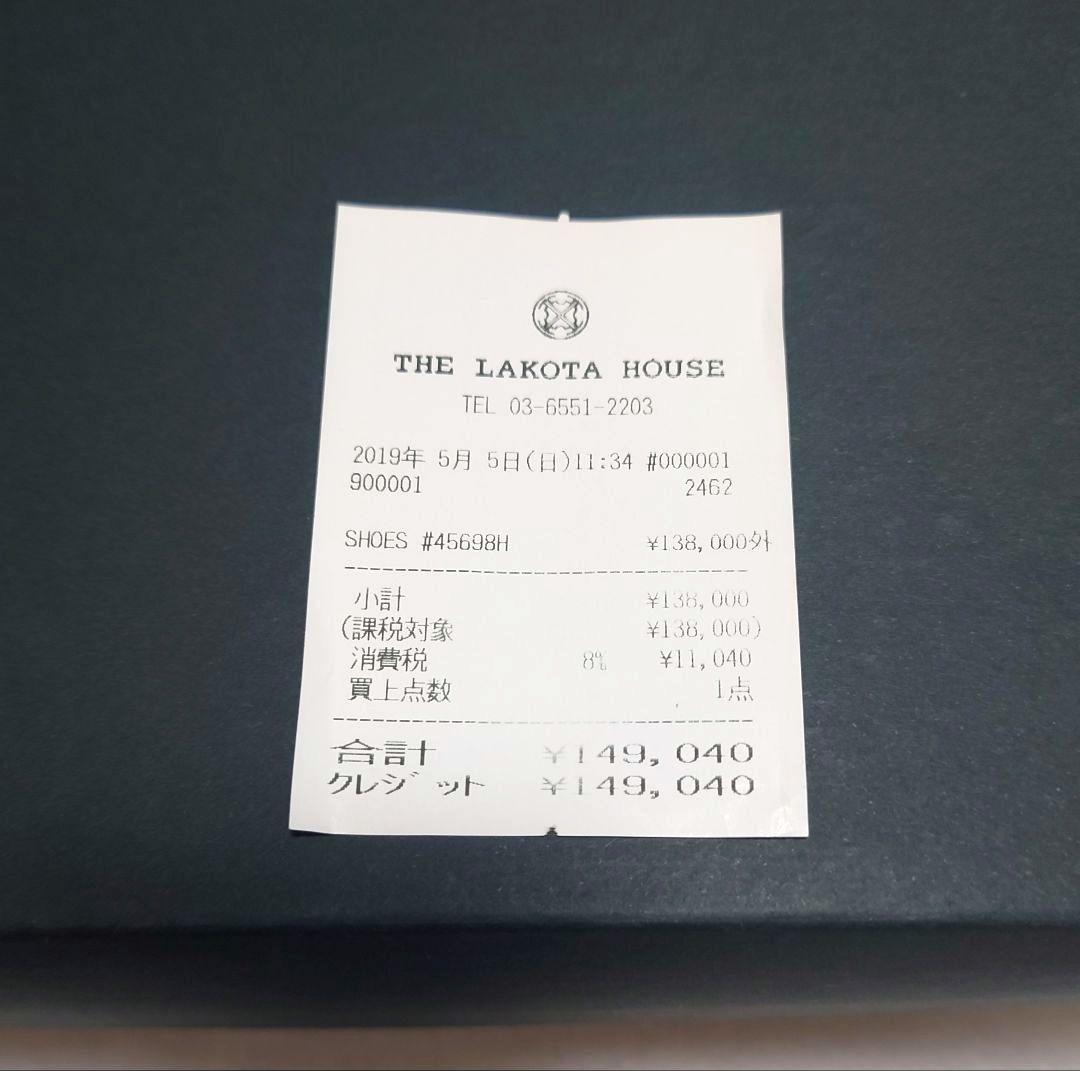 THE LAKOTA HOUSE
TEL 03-6551-2203
2019年 5月 5日(日)11:34 #000001
900001 2462
SHOES #45698H ¥138,000外
小計 ¥138,000
(課税対象 ¥138,000)
消費税 8% ¥11,040
買上点数 1点
合計 ¥149,040
クレジット ¥149,040